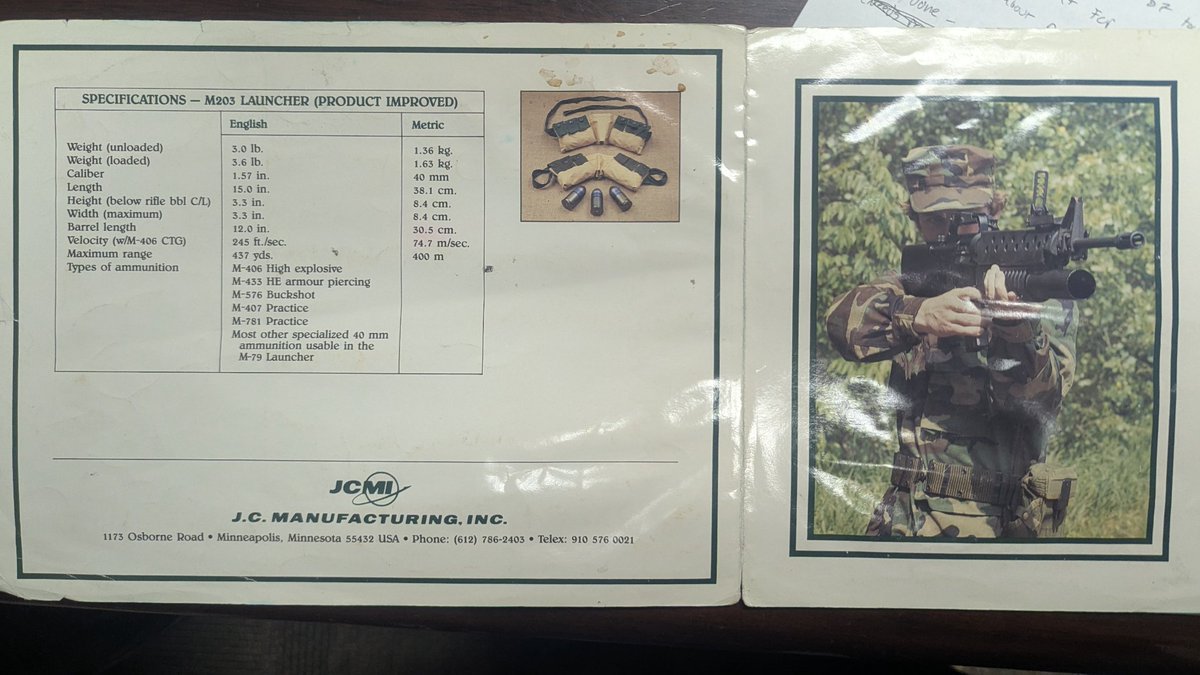 SPECIFICATIONS — M203 LAUNCHER (PRODUCT IMPROVED)
English Metric
Weight (unloaded) 3.0 lb. 1.36 kg.
Weight (loaded) 3.6 lb. 1.63 kg.
Caliber 1.57 in. 40 mm
Length 15.0 in. 38.1 cm.
Height (below rifle bbl C/L) 3.3 in. 8.4 cm.
Width (maximum) 3.3 in. 8.4 cm.
Barrel length 12.0 in. 30.5 cm.
Velocity (w/M-406 CTG) 245 ft./sec. 74.7 m/sec.
Maximum range 437 yds. 400 m
Types of ammunition M-406 High explosive
M-433 HE armour piercing
M-576 Buckshot
M-407 Practice
M-781 Practice
Most other specialized 40 mm
ammunition usable in the
M-79 Launcher
JCMI
J.C. MANUFACTURING, INC.
1173 Osborne Road • Minneapolis, Minnesota 55432 USA • Phone: (612) 786-2403 • Telex: 910 576 0021